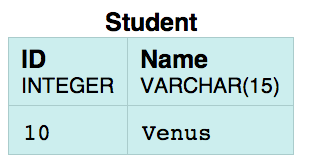 Student
ID Name
INTEGER VARCHAR(15)
10 Venus